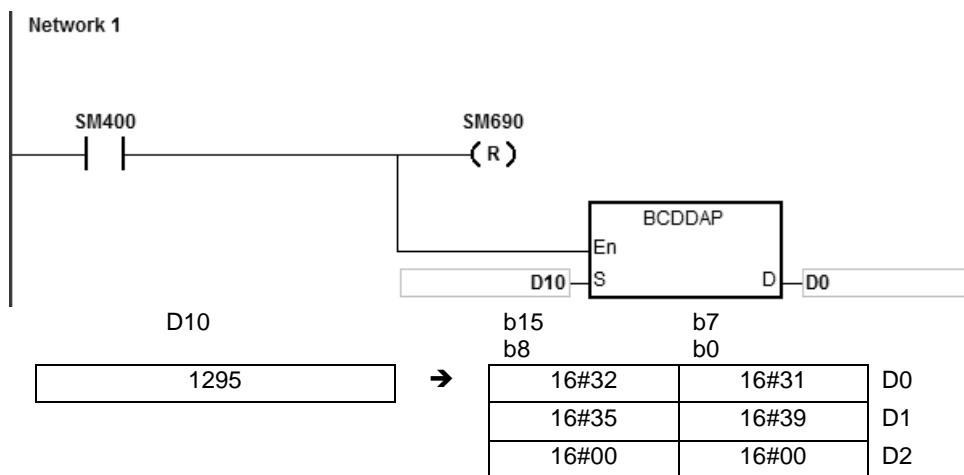 Network 1
SM400 SM690
( R )
BCDDAP
En
D10 S D D0
D10 b15 b7
b8 b0
1295 ➔ 16#32 16#31 D0
16#35 16#39 D1
16#00 16#00 D2